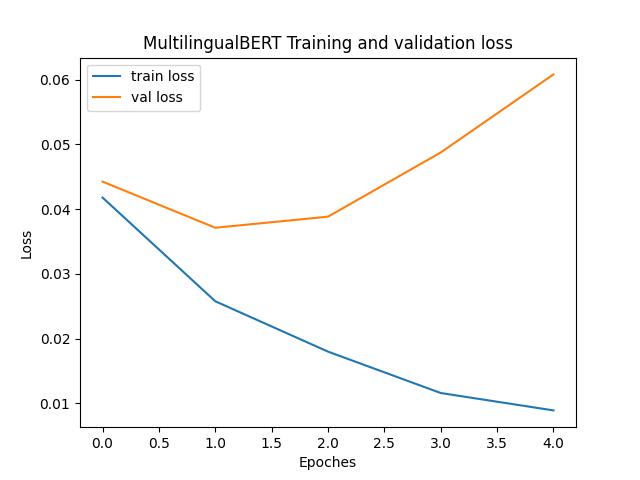 MultilingualBERT Training and validation loss
train loss
val loss
0.06
0.05
0.04
0.03
0.02
0.01
Loss
0.0 0.5 1.0 1.5 2.0 2.5 3.0 3.5 4.0
Epoches